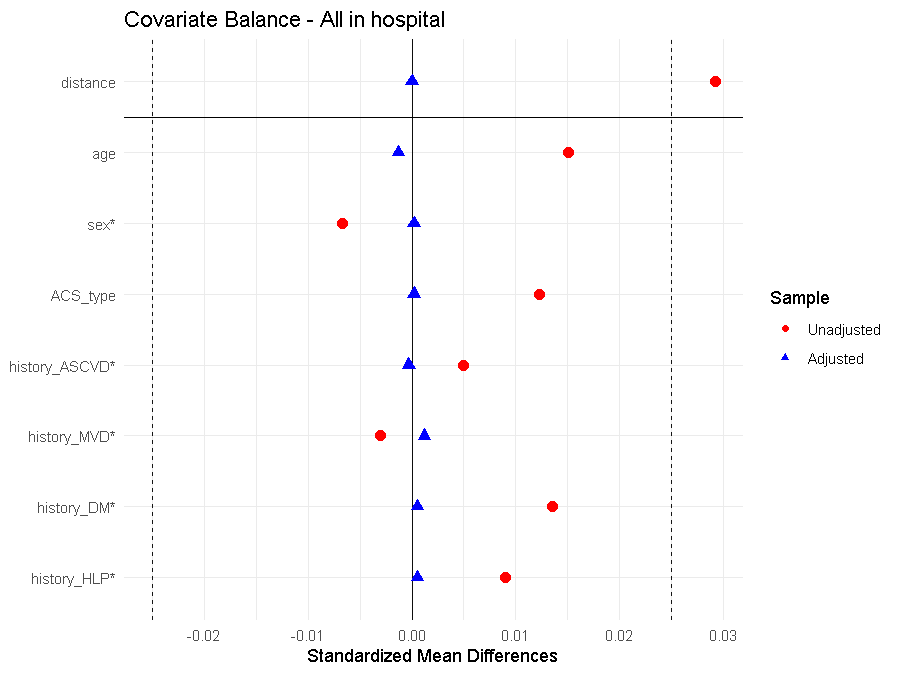 Covariate Balance - All in hospital
distance
age
sex*
ACS_type
history_ASCVD*
history_MVD*
history_DM*
history_HLP*
-0.02 -0.01 0.00 0.01 0.02 0.03
Standardized Mean Differences
Sample
Unadjusted
Adjusted